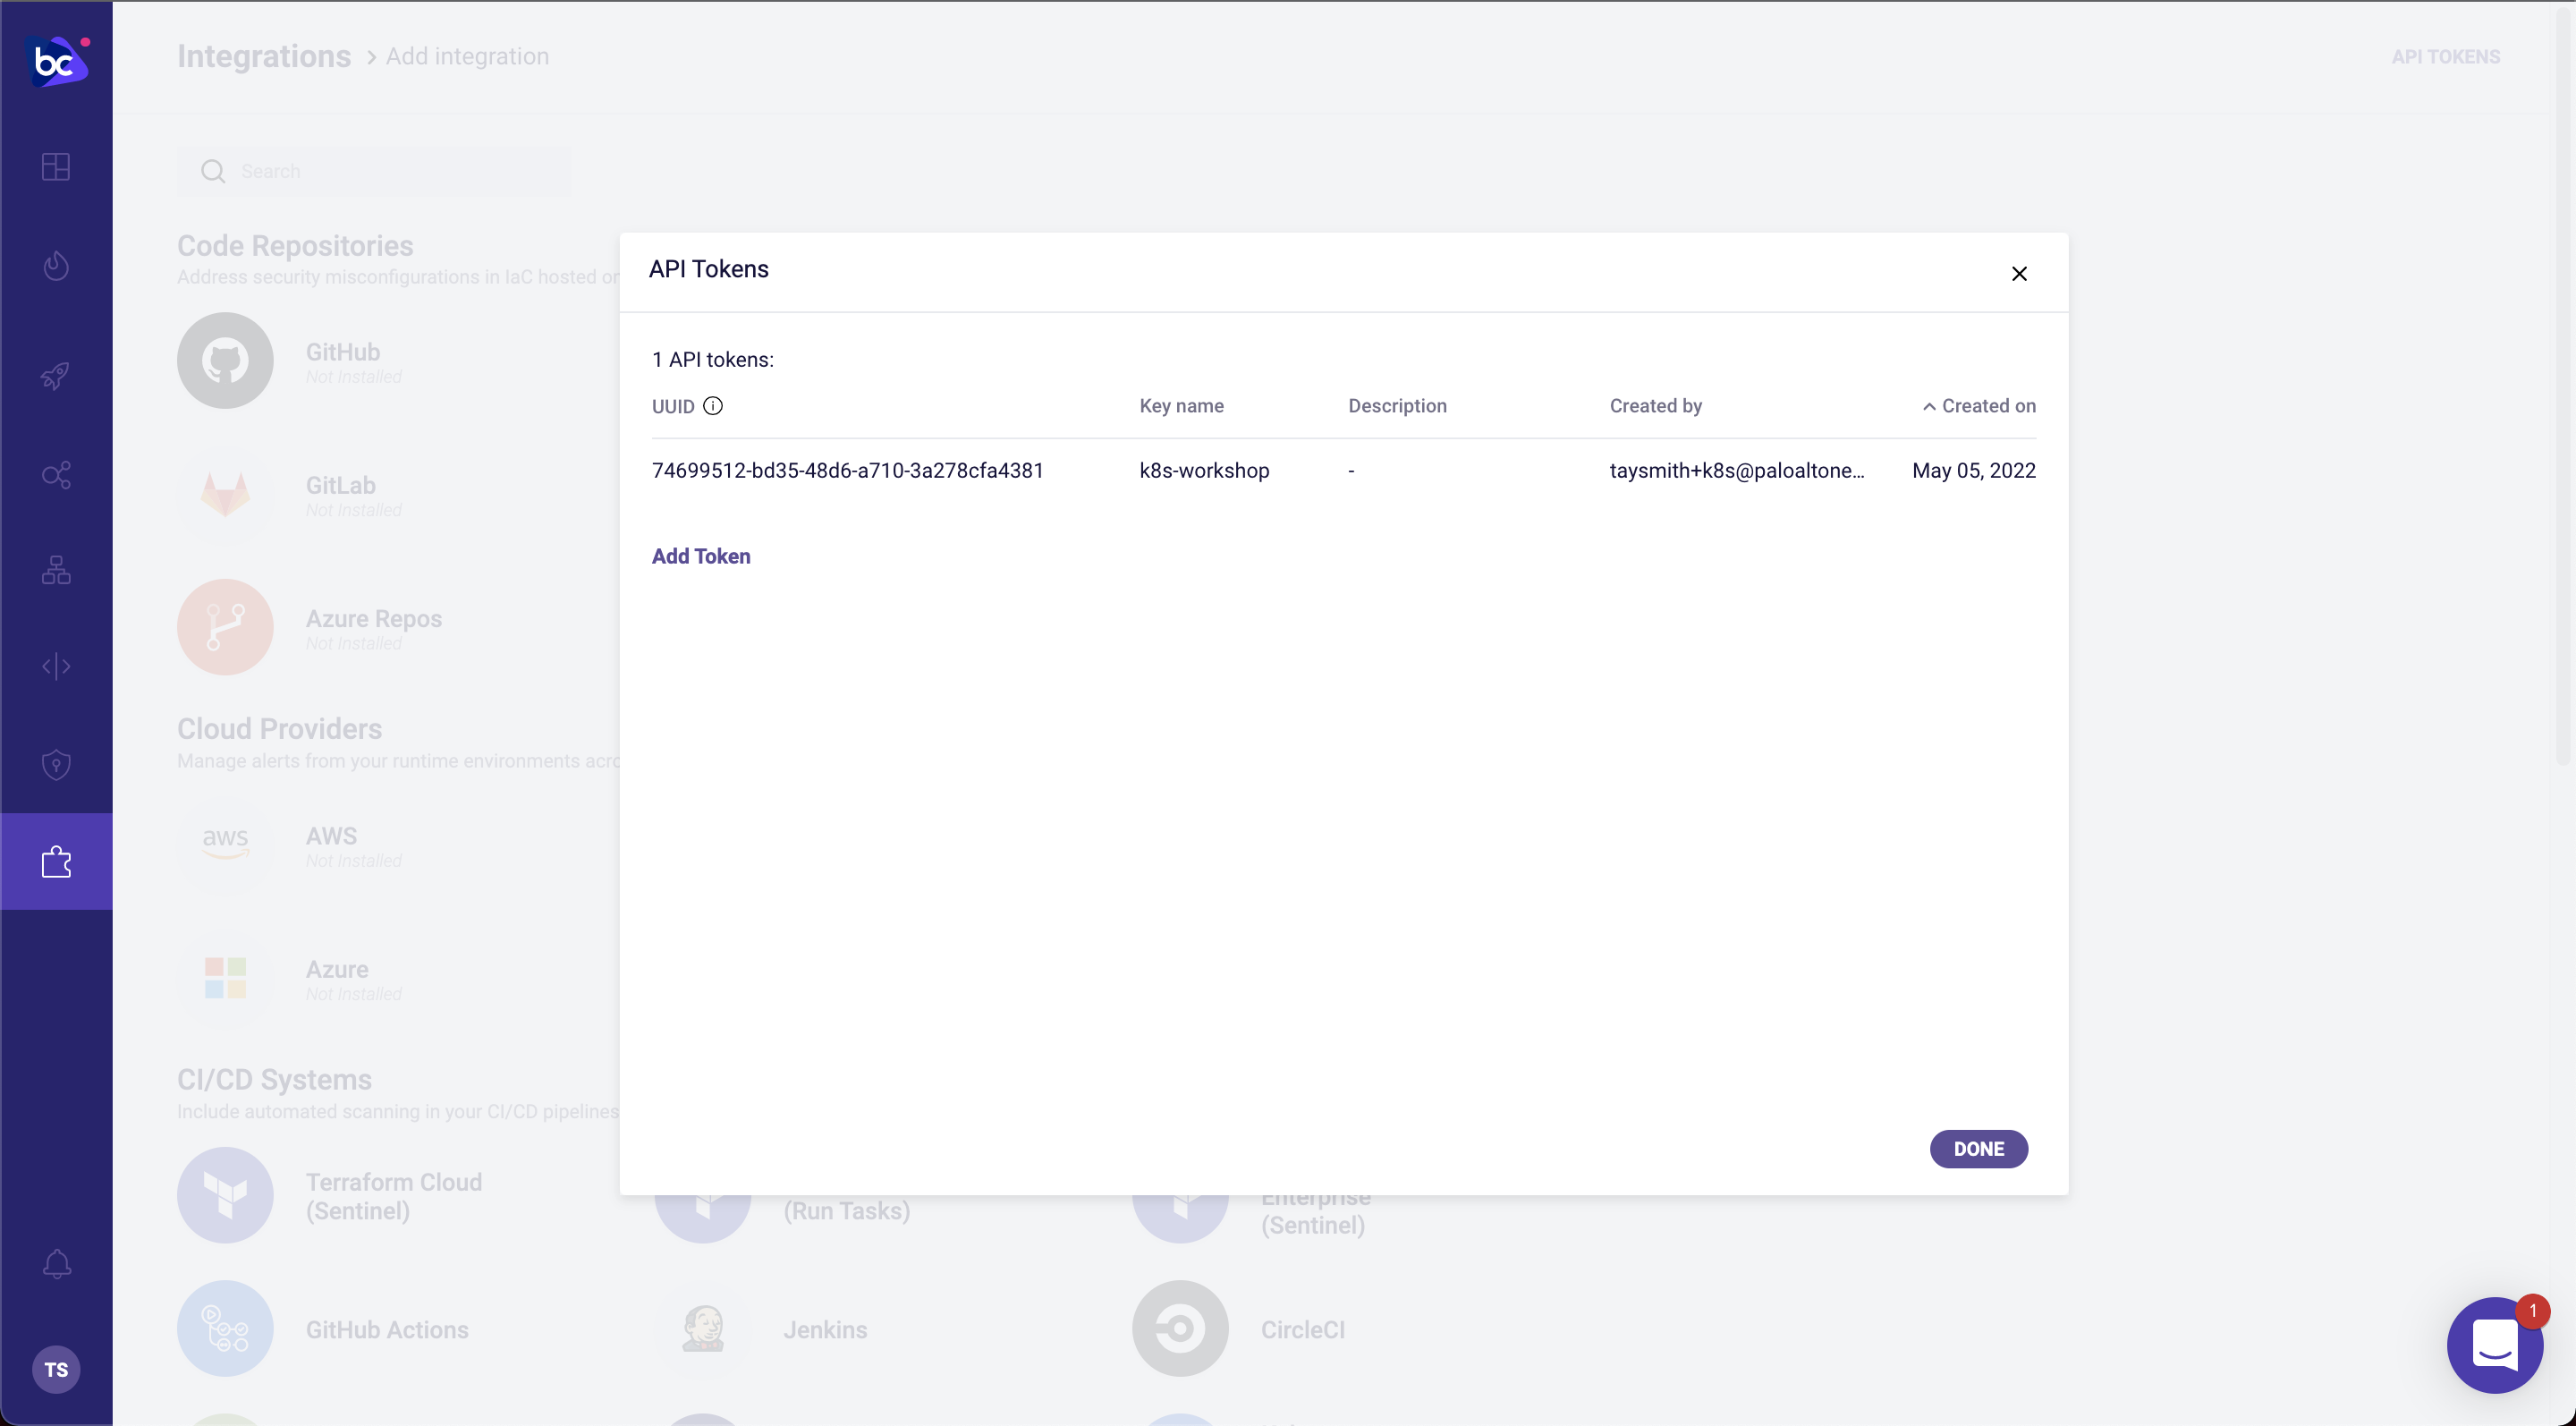 bc
Integrations > Add integration
API TOKENS
Search
Code Repositories
Address security misconfigurations in IaC hosted or
GitHub
Not Installed
GitLab
Not Installed
Azure Repos
Not Installed
Cloud Providers
Manage alerts from your runtime environments acro
AWS
aws
Not Installed
Azure
Not Installed
CI/CD Systems
Include automated scanning in your CI/CD pipelines
Terraform Cloud
(Sentinel)
(Run Tasks)
Enterprise
(Sentinel)
GitHub Actions
Jenkins
CircleCI
API Tokens
1 API tokens:
UUID Key name Description Created by Created on
74699512-bd35-48d6-a710-3a278cfa4381 k8s-workshop - taysmith+k8s@paloaltone... May 05, 2022
Add Token
DONE
TS
1